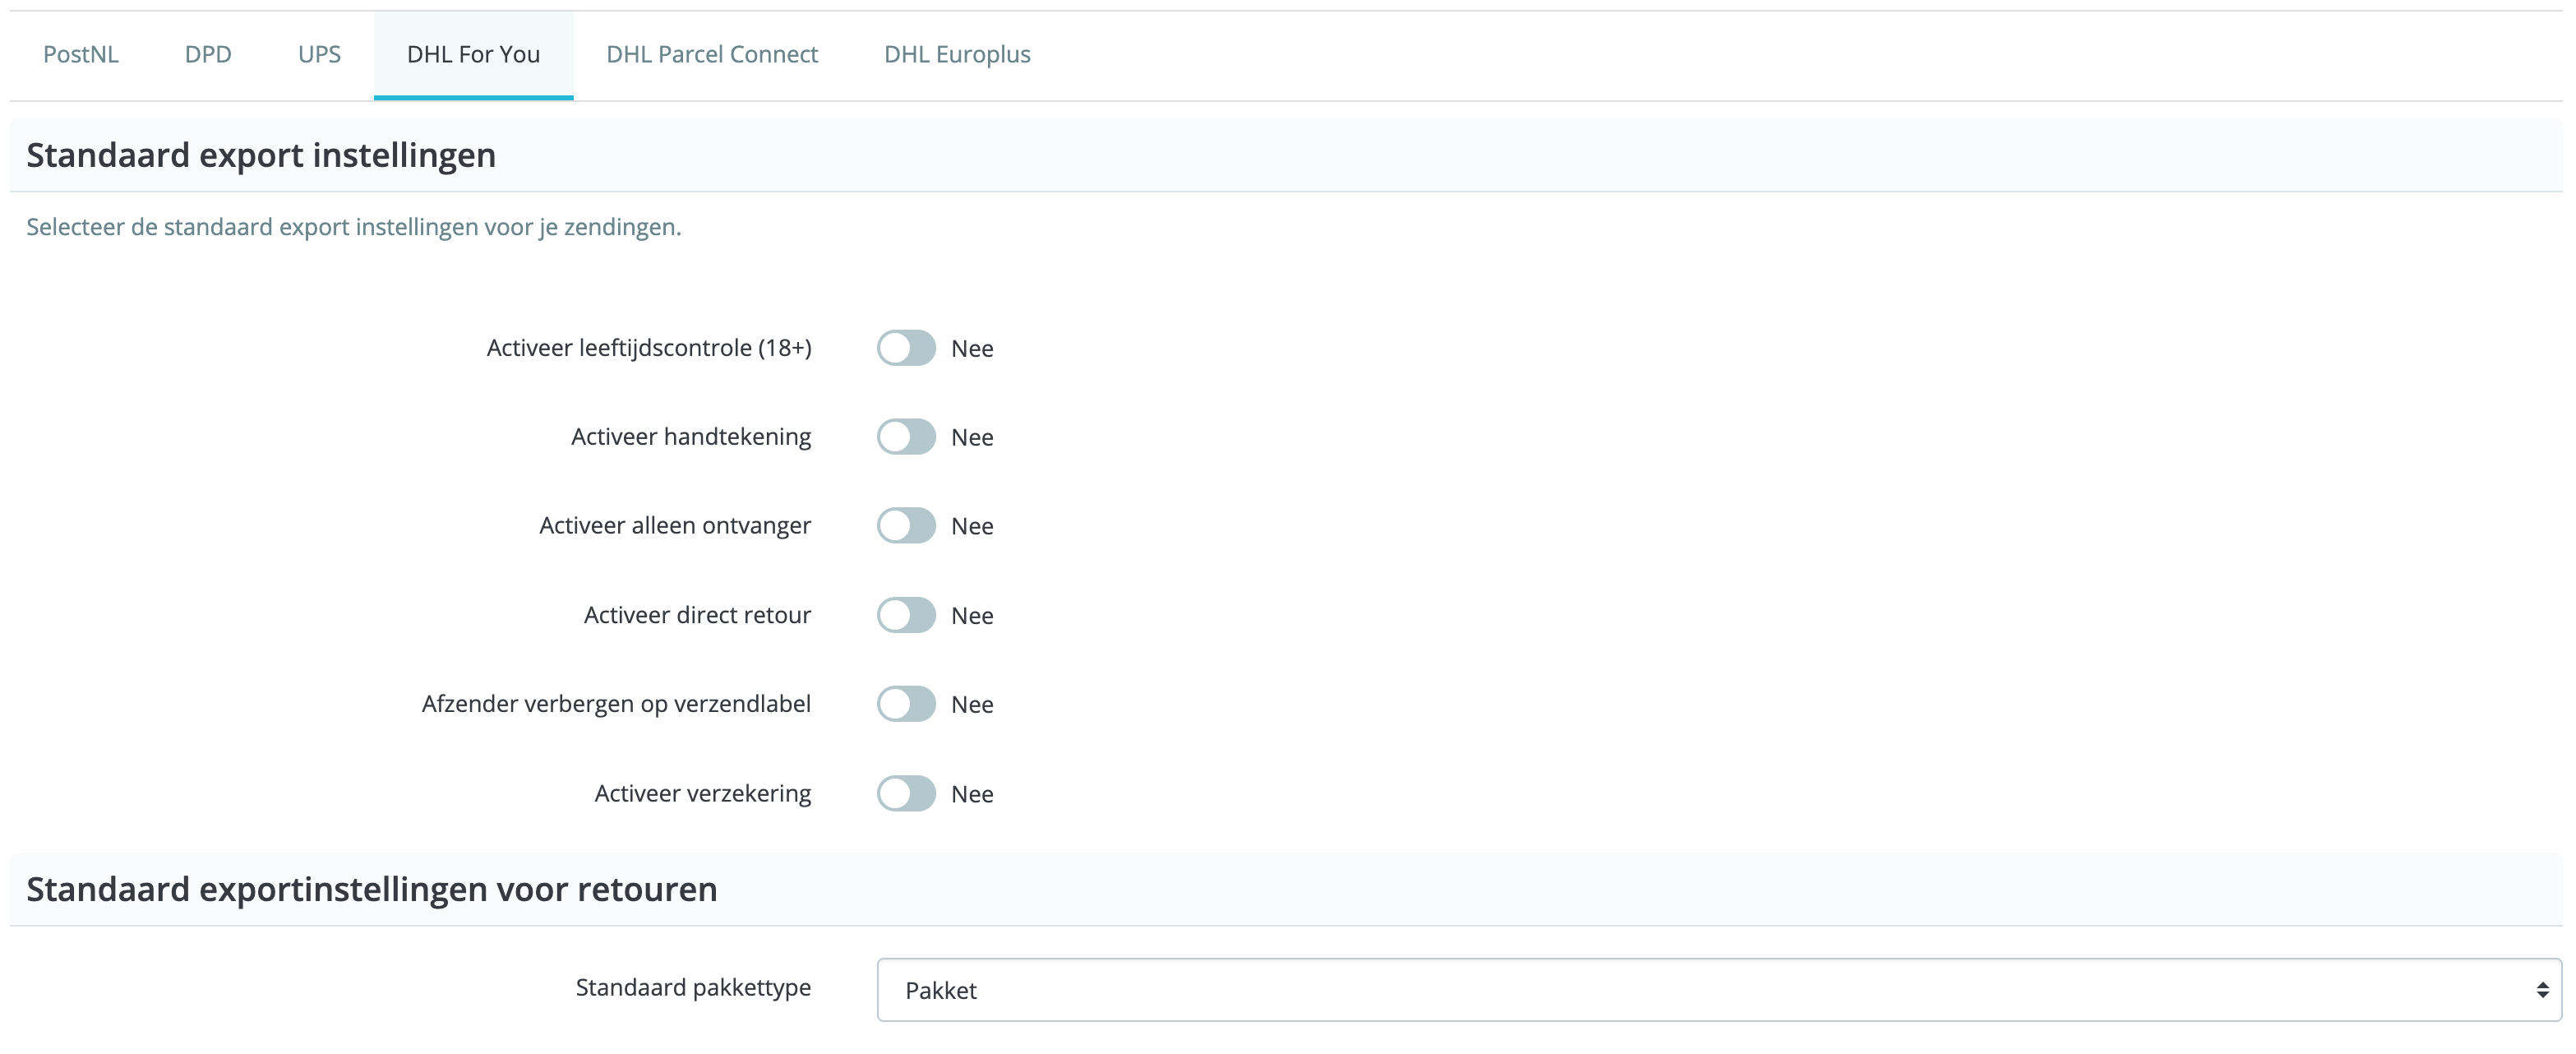 PostNL DPD UPS DHL For You DHL Parcel Connect DHL Europlus
Standaard export instellingen
Selecteer de standaard export instellingen voor je zendingen.
Activeer leeftijdscontrole (18+) Nee
Activeer handtekening Nee
Activeer alleen ontvanger Nee
Activeer direct retour Nee
Afzender verbergen op verzendlabel Nee
Activeer verzekering Nee
Standaard exportinstellingen voor retouren
Standaard pakkettype Pakket